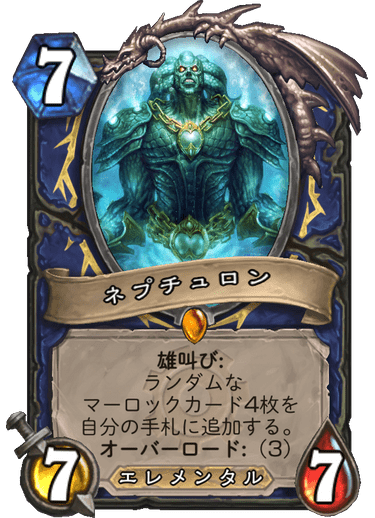 7
ネプチュロン
雄叫び:
ランダムな
マーロックカード4枚を
自分の手札に追加する。
オーバーロード:（3）
7
エレメンタル
7